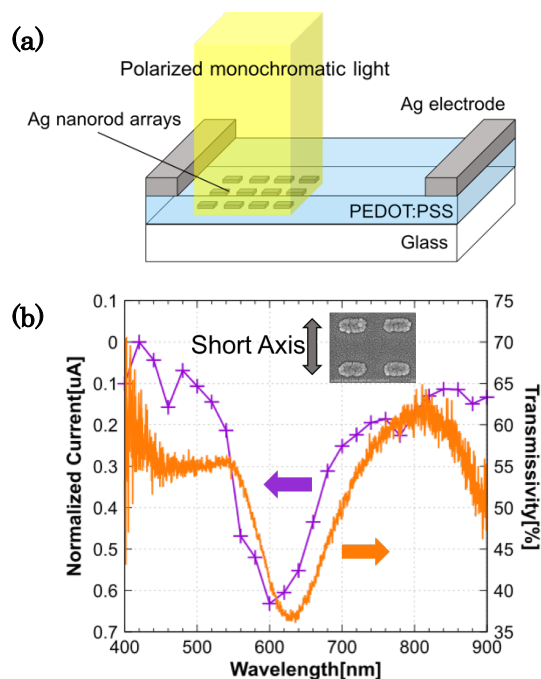 (a)
Polarized monochromatic light
Ag nanorod arrays
Ag electrode
PEDOT:PSS
Glass
(b)
Short Axis
Normalized Current[uA]
0.1
0
0.1
0.2
0.3
0.4
0.5
0.6
0.7
Transmissivity[%]
75
70
65
60
55
50
45
40
35
400 500 600 700 800 900
Wavelength[nm]